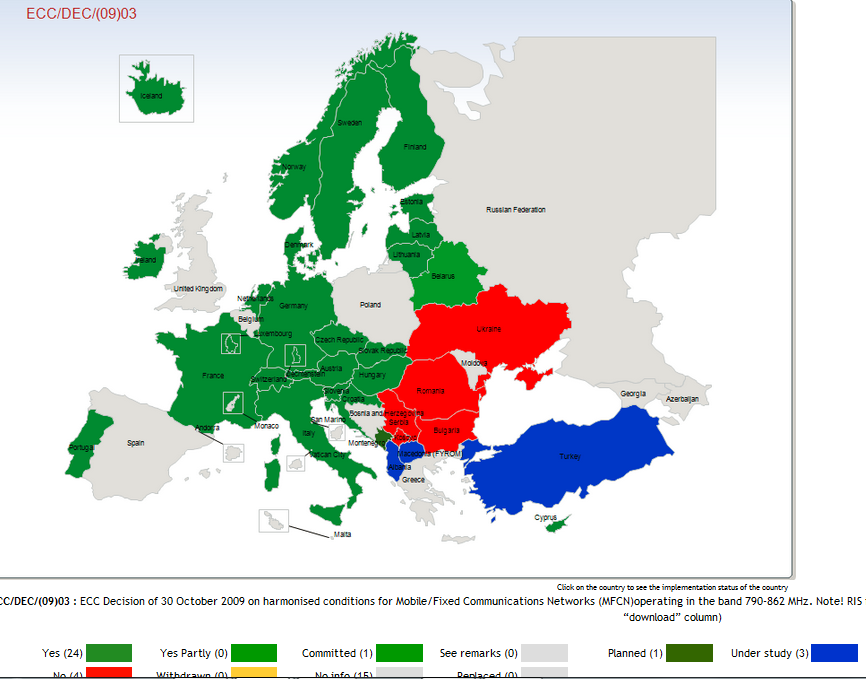 ECC/DEC/(09)03
Iceland
Sweden
Finland
Norway
Russian Federation
Estonia
Latvia
Denmark
Lithuania
Ireland
Belarus
United Kingdom
Netherlands
Germany
Poland
Belgium
Ukraine
Luxembourg
Czech Republic
Slovak Republic
Moldova
Austria
France
Liechtenstein
Hungary
Switzerland
Slovenia
Romania
Georgia
Croatia
Azerbaijan
Bosnia and Herzegovina
San Marino
Serbia
Andorra
Monaco
Bulgaria
Italy
Portugal
Spain
Montenegro
Macedonia (FYROM)
Vatican City
Turkey
Albania
Greece
Cyprus
Malta
Click on the country to see the implementation status of the country
CC/DEC/(09)03 : ECC Decision of 30 October 2009 on harmonised conditions for Mobile/Fixed Communications Networks (MFCN)operating in the band 790-862 MHz. Note! RIS
“download” column)
Yes (24) Yes Partly (0) Committed (1) See remarks (0) Planned (1) Under study (3)
No (4) Withdrawn (0) No info (15) Replaced (0)